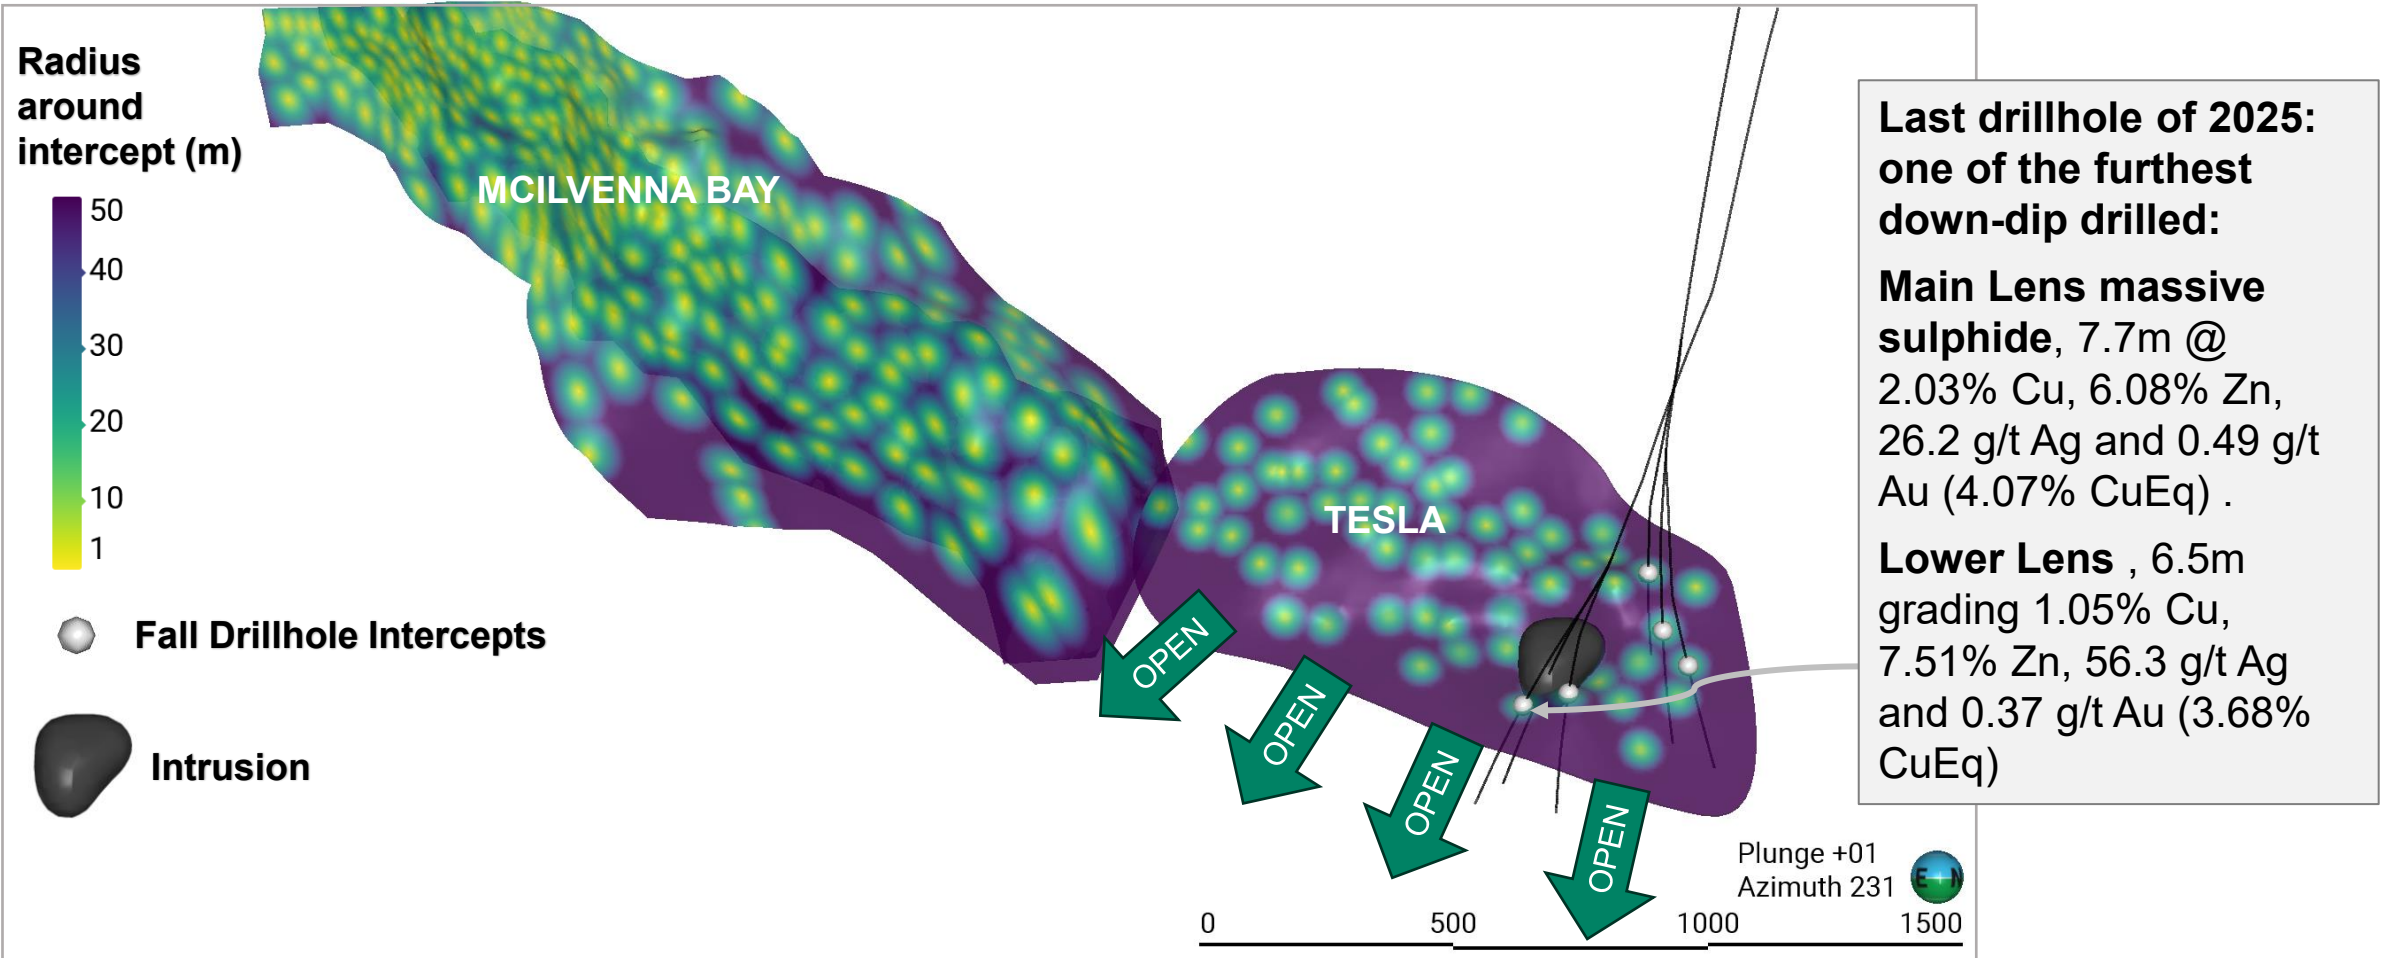 Radius
around
intercept (m)
50
40
30
20
10
1
Fall Drillhole Intercepts
Intrusion
MCILVENNA BAY
TESLA
OPEN
OPEN
OPEN
OPEN
Last drillhole of 2025:
one of the furthest
down-dip drilled:
Main Lens massive
sulphide, 7.7m @
2.03% Cu, 6.08% Zn,
26.2 g/t Ag and 0.49 g/t
Au (4.07% CuEq) .
Lower Lens , 6.5m
grading 1.05% Cu,
7.51% Zn, 56.3 g/t Ag
and 0.37 g/t Au (3.68%
CuEq)
Plunge +01
Azimuth 231
E N
0 500 1000 1500